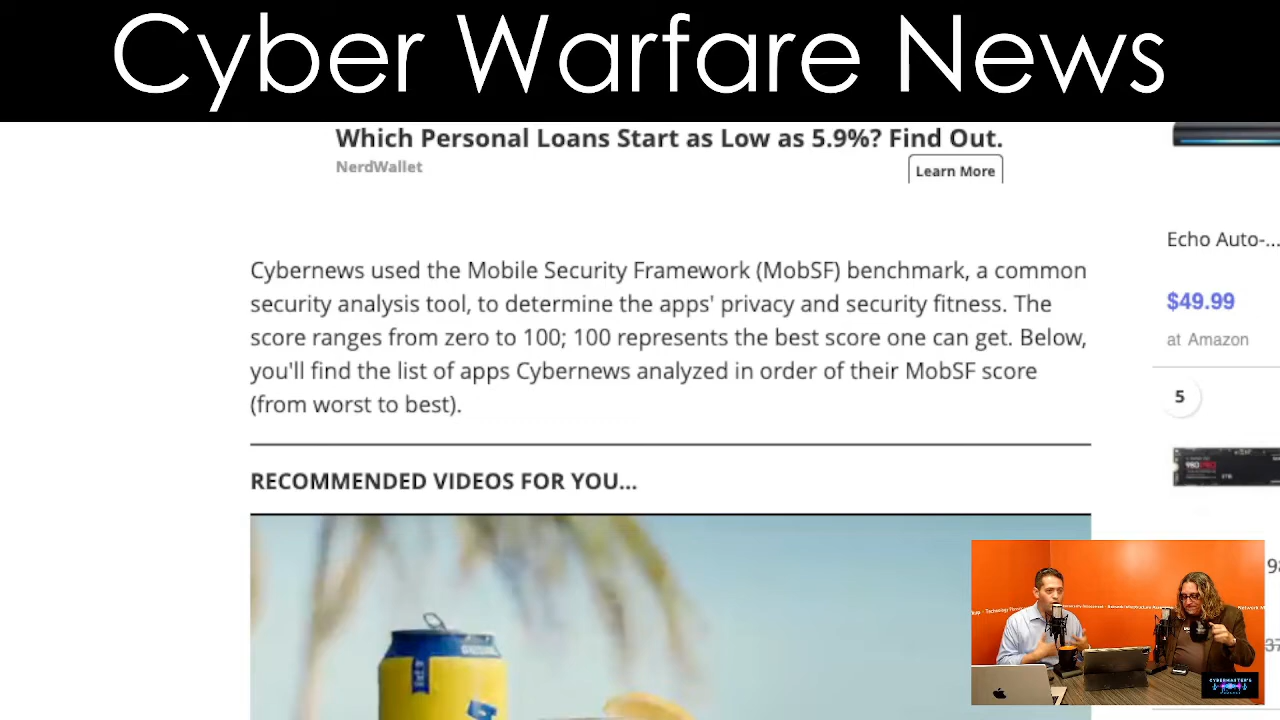 Cyber Warfare News
Which Personal Loans Start as Low as 5.9%? Find Out.
NerdWallet
Learn More
Echo Auto-...
$49.99
at Amazon
Cybernews used the Mobile Security Framework (MobSF) benchmark, a common
security analysis tool, to determine the apps' privacy and security fitness. The
score ranges from zero to 100; 100 represents the best score one can get. Below,
you'll find the list of apps Cybernews analyzed in order of their MobSF score
(from worst to best).
5
RECOMMENDED VIDEOS FOR YOU...
980 PRO
CYBERMASTER'S